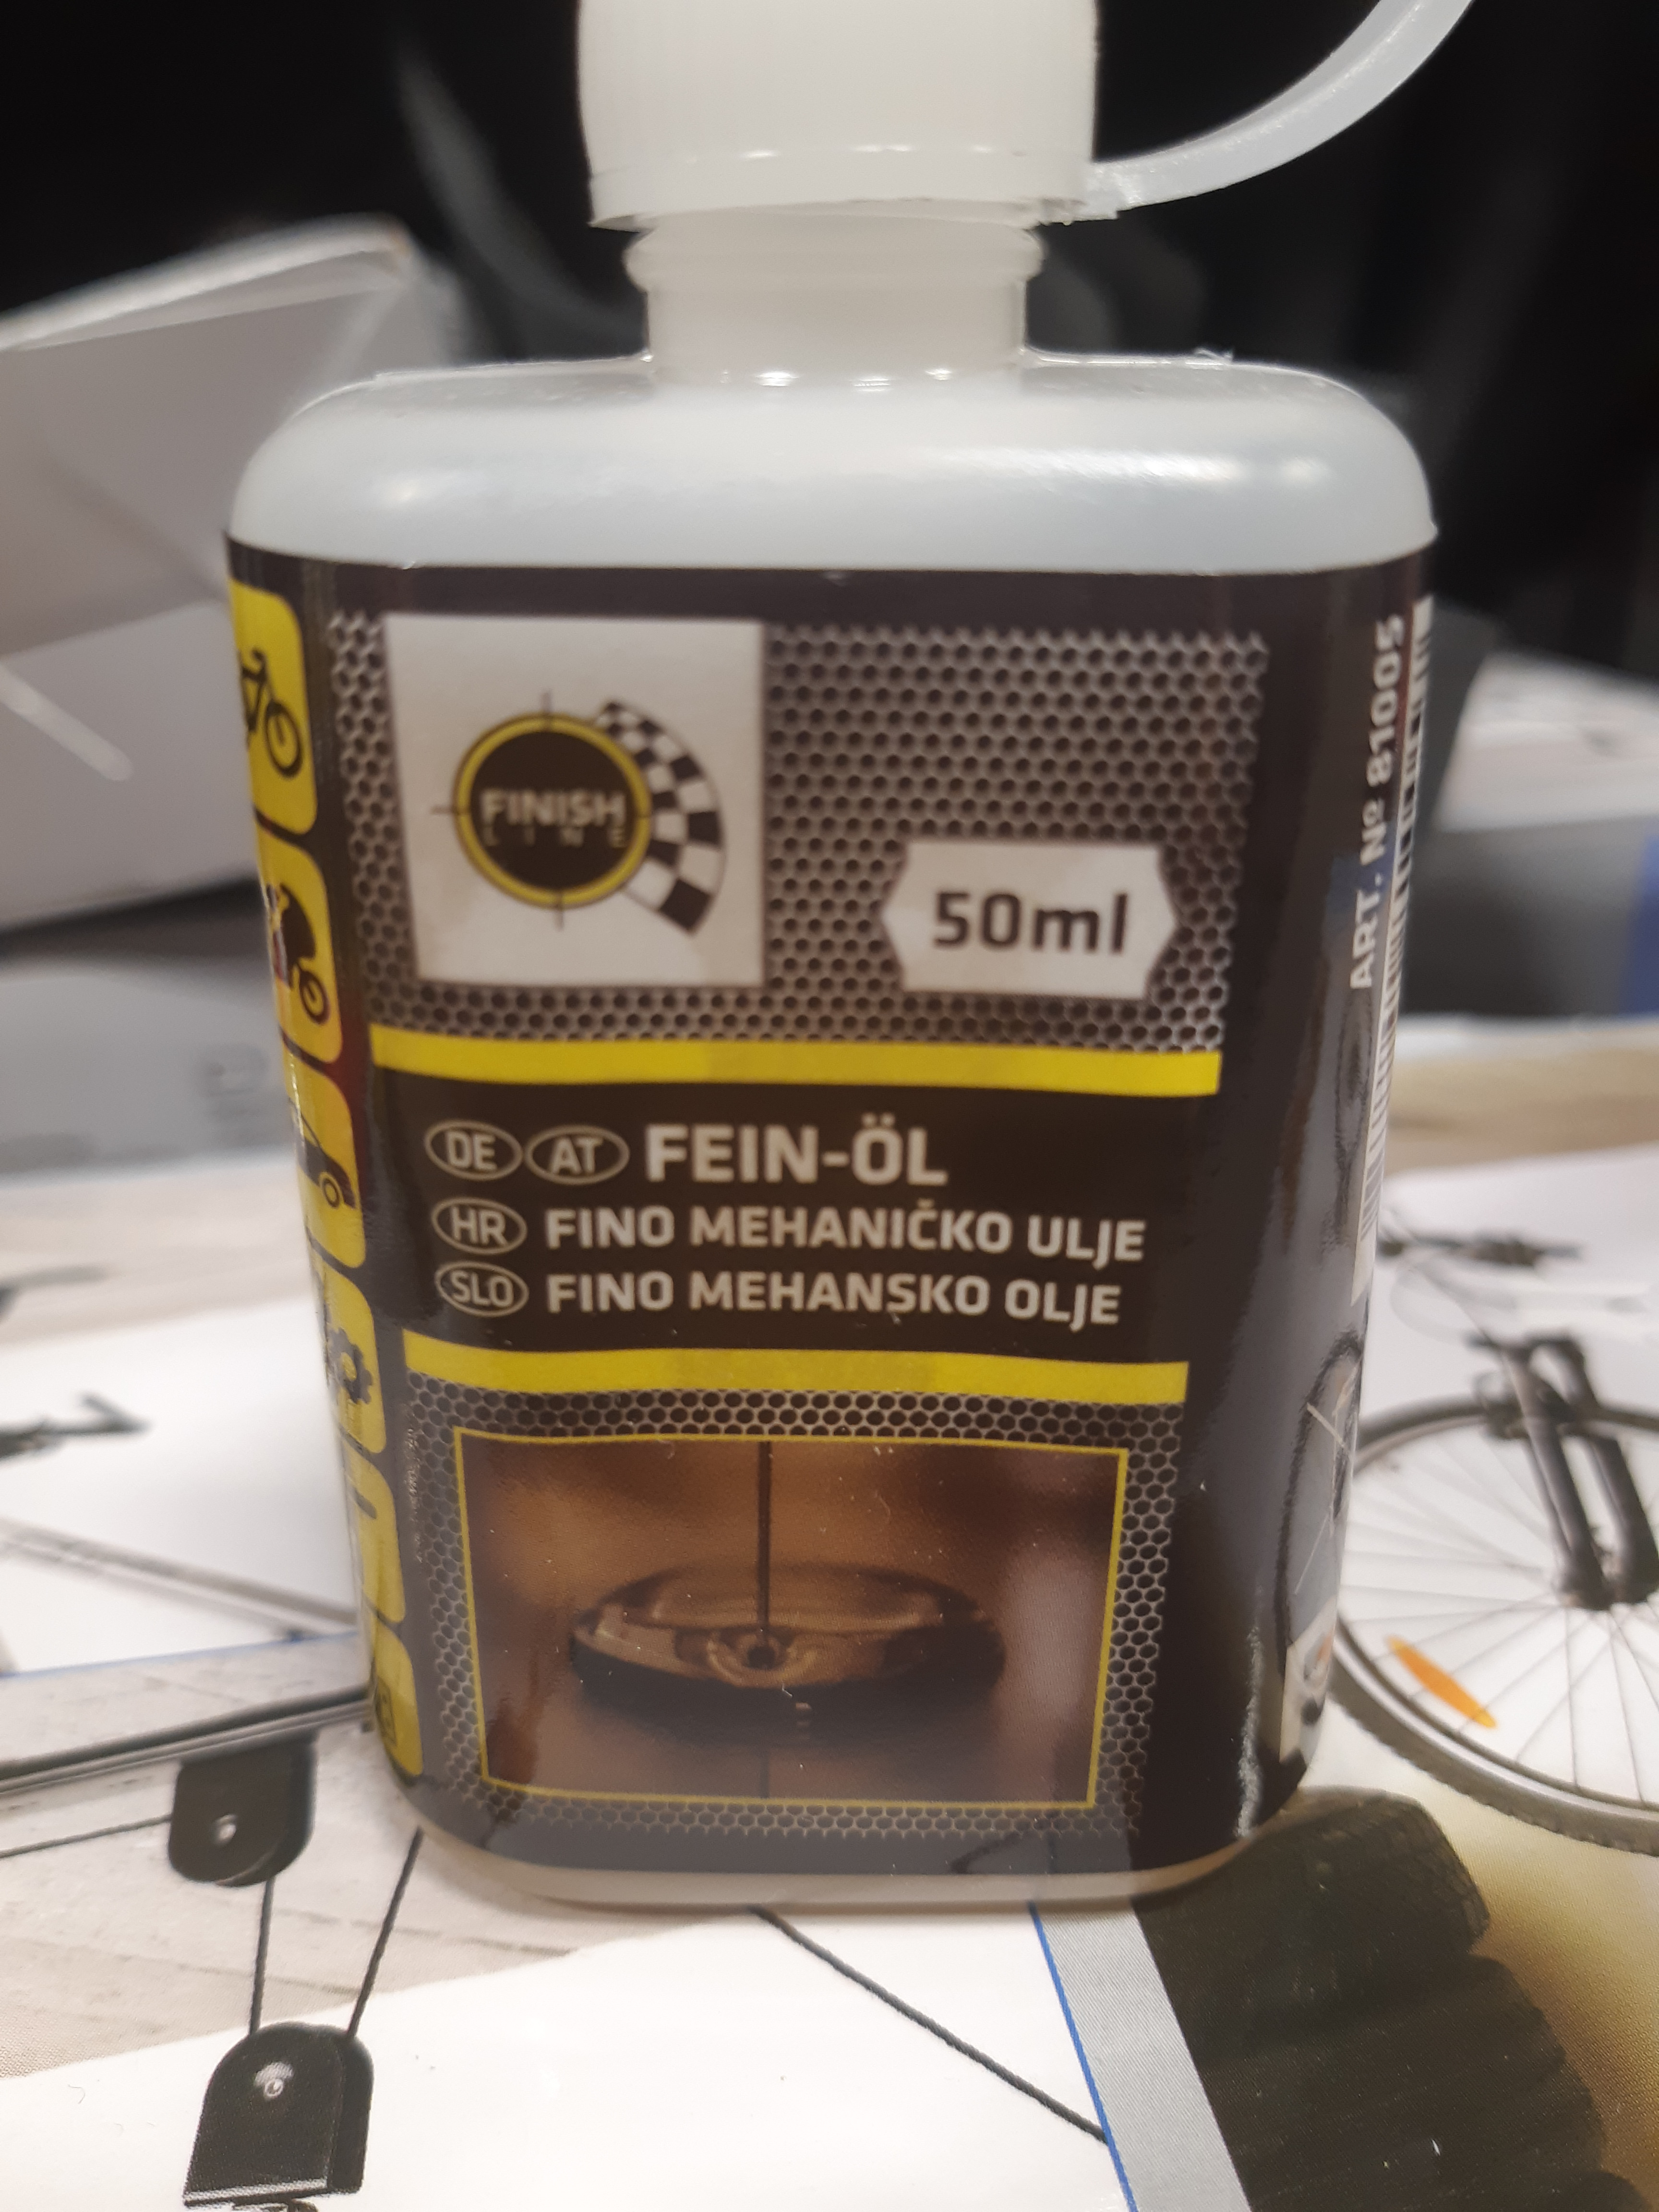 FINISH
LINE
50ml
DE AT FEIN-ÖL
HR FINO MEHANIČKO ULJE
SLO FINO MEHANSKO OLJE
ART. Nº 81005